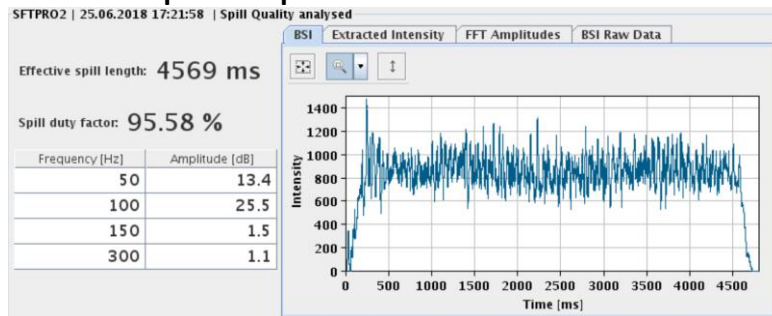 SFTPRO2 | 25.06.2018 17:21:58 | Spill Quality analysed
BSI Extracted Intensity FFT Amplitudes BSI Raw Data
Effective spill length: 4569 ms
Spill duty factor: 95.58 %
Frequency [Hz] Amplitude [dB]
50 13.4
100 25.5
150 1.5
300 1.1
Intensity
1400
1200
1000
800
600
400
200
0
0 500 1000 1500 2000 2500 3000 3500 4000 4500
Time [ms]